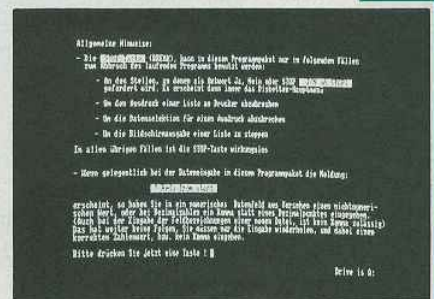 Allgemeine Hinweise:
- Die (BREAK), kann in diesem Programmpaket nur in folgenden Fällen
zum Abbruch des laufenden Programms benutzt werden:
- An den Stellen, zu denen als Antwort Ja, Nein oder STOP
gefordert wird. Es erscheint dann immer das
- Um den Ausdruck einer Liste am Drucker abzubrechen
- Um die Datenselektion für einen Ausdruck abzubrechen
- Um die Bildschirmausgabe einer Liste zu stoppen
In allen übrigen Fällen ist die STOP-Taste wirkungslos
- Wenn gelegentlich bei der Dateneingabe in diesem Programmpaket die Meldung:
erscheint, so haben Sie in ein numerisches Datenfeld aus Versehen einen nichtnumeri-
schen Wert, oder bei Dezimalzahlen ein Komma statt eines Dezimalpunktes eingegeben.
(Auch bei der Eingabe der Feldbezeichnungen einer neuen Datei, ist kein Komma zulässig)
Das hat weiter keine Folgen, Sie müssen nur die Eingabe wiederholen, und dabei einen
korrekten Zahlenwert, bzw. kein Komma eingeben.
Bitte drücken Sie jetzt eine Taste !
Drive is A: